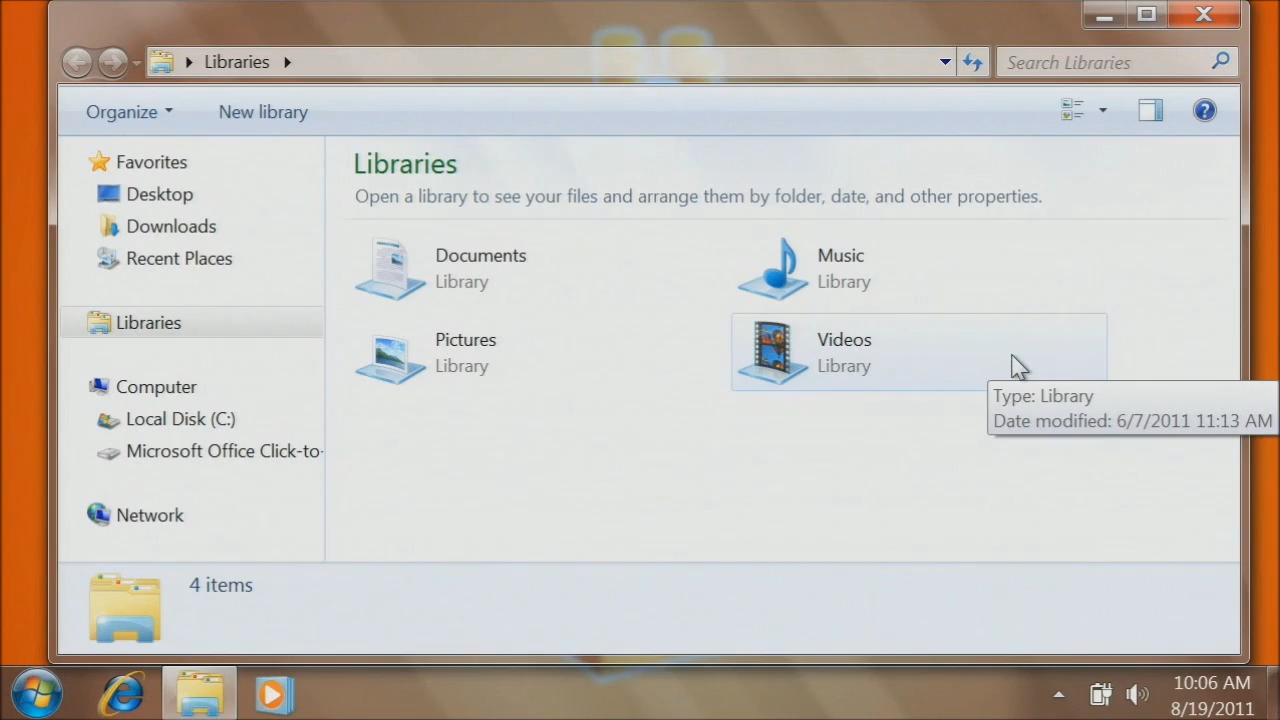 Libraries
Search Libraries
Organize
New library
Favorites
Desktop
Downloads
Recent Places
Libraries
Computer
Local Disk (C:)
Microsoft Office Click-to-
Network
Libraries
Open a library to see your files and arrange them by folder, date, and other properties.
Documents
Library
Music
Library
Pictures
Library
Videos
Library
Type: Library
Date modified: 6/7/2011 11:13 AM
4 items
10:06 AM
8/19/2011